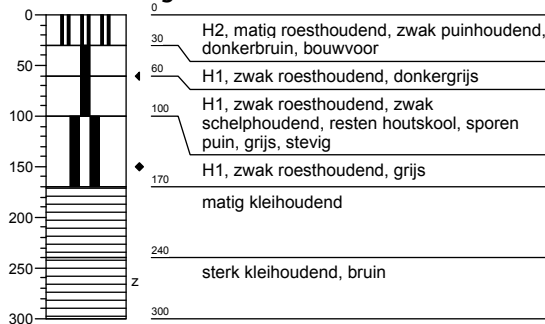 0
0
H2, matig roesthoudend, zwak puinhoudend,
donkerbruin, bouwvoor
30
50
60
H1, zwak roesthoudend, donkergrijs
100
100
H1, zwak roesthoudend, zwak
schelphoudend, resten houtskool, sporen
puin, grijs, stevig
150
H1, zwak roesthoudend, grijs
170
matig kleihoudend
200
240
250
z
sterk kleihoudend, bruin
300
300